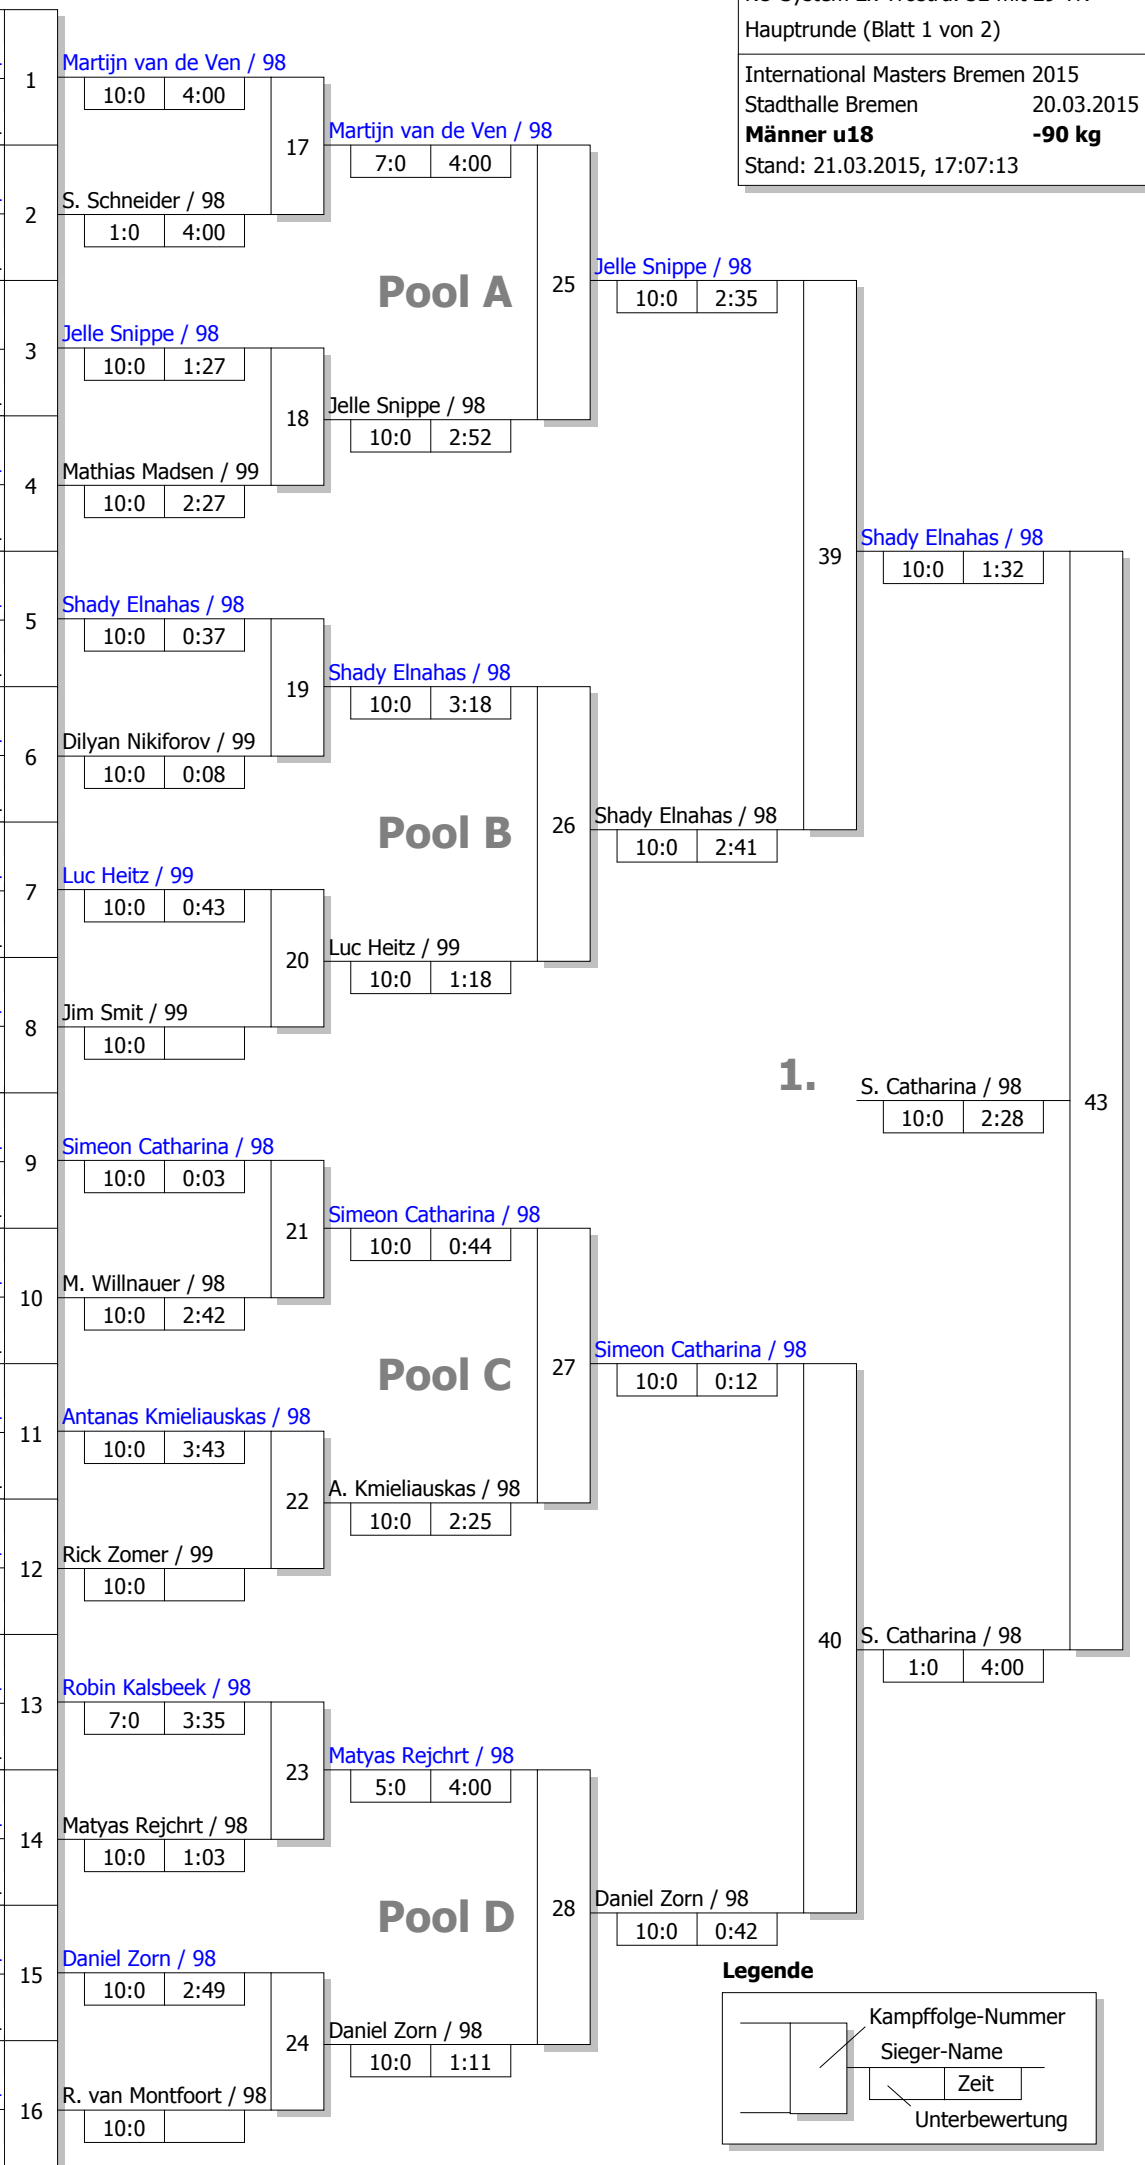 Hauptrunde (Blatt 1 von 2)
International Masters Bremen 2015
Stadthalle Bremen 20.03.2015
Männer u18 -90 kg
Stand: 21.03.2015, 17:07:13
1
Martijn van de Ven / 98
10:0 4:00
17
Martijn van de Ven / 98
7:0 4:00
2
S. Schneider / 98
1:0 4:00
Pool A
25
Jelle Snippe / 98
10:0 2:35
3
Jelle Snippe / 98
10:0 1:27
18
Jelle Snippe / 98
10:0 2:52
4
Mathias Madsen / 99
10:0 2:27
39
Shady Elnahas / 98
10:0 1:32
5
Shady Elnahas / 98
10:0 0:37
19
Shady Elnahas / 98
10:0 3:18
6
Dilyan Nikiforov / 99
10:0 0:08
Pool B
26
Shady Elnahas / 98
10:0 2:41
7
Luc Heitz / 99
10:0 0:43
20
Luc Heitz / 99
10:0 1:18
8
Jim Smit / 99
10:0
1.
S. Catharina / 98
10:0 2:28
43
9
Simeon Catharina / 98
10:0 0:03
21
Simeon Catharina / 98
10:0 0:44
10
M. Willnauer / 98
10:0 2:42
Pool C
27
Simeon Catharina / 98
10:0 0:12
11
Antanas Kmieliauskas / 98
10:0 3:43
22
A. Kmieliauskas / 98
10:0 2:25
12
Rick Zomer / 99
10:0
40
S. Catharina / 98
1:0 4:00
13
Robin Kalsbeek / 98
7:0 3:35
23
Matyas Rejchrt / 98
5:0 4:00
14
Matyas Rejchrt / 98
10:0 1:03
Pool D
28
Daniel Zorn / 98
10:0 0:42
15
Daniel Zorn / 98
10:0 2:49
24
Daniel Zorn / 98
10:0 1:11
16
R. van Montfoort / 98
10:0
Legende
Kampffolge-Nummer
Sieger-Name
Zeit
Unterbewertung